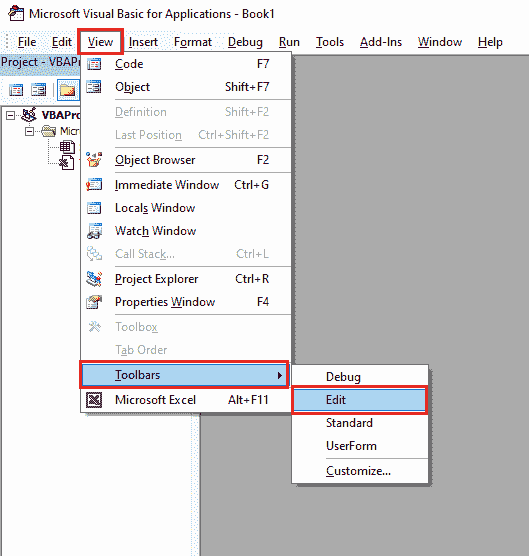 Microsoft Visual Basic for Applications - Book1
File Edit View Insert Format Debug Run Tools Add-Ins Window Help
Project - VBAPr
Code F7
Object Shift+F7
VBAPro
Definition Shift+F2
Micr
Last Position Ctrl+Shift+F2
Object Browser F2
Immediate Window Ctrl+G
Locals Window
Watch Window
Call Stack... Ctrl+L
Project Explorer Ctrl+R
Properties Window F4
Toolbox
Tab Order
Toolbars
Microsoft Excel Alt+F11
Debug
Edit
Standard
UserForm
Customize...